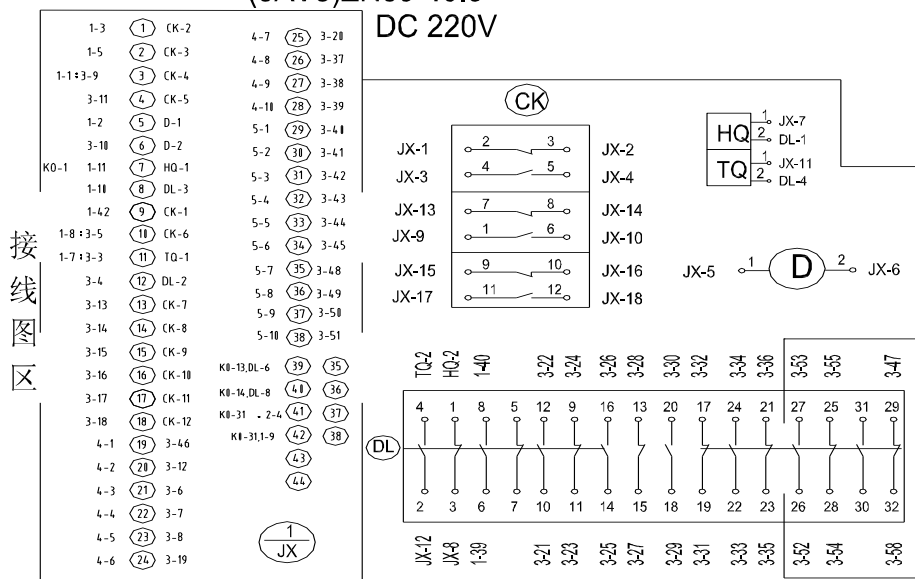 DC 220V
接线图区
1-3 1 CK-2
1-5 2 CK-3
1-1:3-9 3 CK-4
3-11 4 CK-5
1-2 5 D-1
3-10 6 D-2
K0-1 1-11 7 HQ-1
1-10 8 DL-3
1-42 9 CK-1
1-8:3-5 10 CK-6
1-7:3-3 11 TQ-1
3-4 12 DL-2
3-13 13 CK-7
3-14 14 CK-8
3-15 15 CK-9
3-16 16 CK-10
3-17 17 CK-11
3-18 18 CK-12
4-1 19 3-46
4-2 20 3-12
4-3 21 3-6
4-4 22 3-7
4-5 23 3-8
4-6 24 3-19
4-7 25 3-20
4-8 26 3-37
4-9 27 3-38
4-10 28 3-39
5-1 29 3-40
5-2 30 3-41
5-3 31 3-42
5-4 32 3-43
5-5 33 3-44
5-6 34 3-45
5-7 35 3-48
5-8 36 3-49
5-9 37 3-50
5-10 38 3-51
K0-13,DL-6 39 35
K0-14,DL-8 40 36
K0-31 . 2-4 41 37
K0-31,1-9 42 38
43
44
1
JX
CK
JX-1 2 3 JX-2
JX-3 4 5 JX-4
JX-13 7 8 JX-14
JX-9 1 6 JX-10
JX-15 9 10 JX-16
JX-17 11 12 JX-18
HQ 1 JX-7
2 DL-1
TQ 1 JX-11
2 DL-4
JX-5 1 D 2 JX-6
TQ-2 HQ-2 1-40 3-22 3-24 3-26 3-28 3-30 3-32 3-34 3-36 3-53 3-55 3-47
4 1 8 5 12 9 16 13 20 17 24 21 27 25 31 29
DL
2 3 6 7 10 11 14 15 18 19 22 23 26 28 30 32
JX-12 JX-8 1-39 3-21 3-23 3-25 3-27 3-29 3-31 3-33 3-35 3-52 3-54 3-58